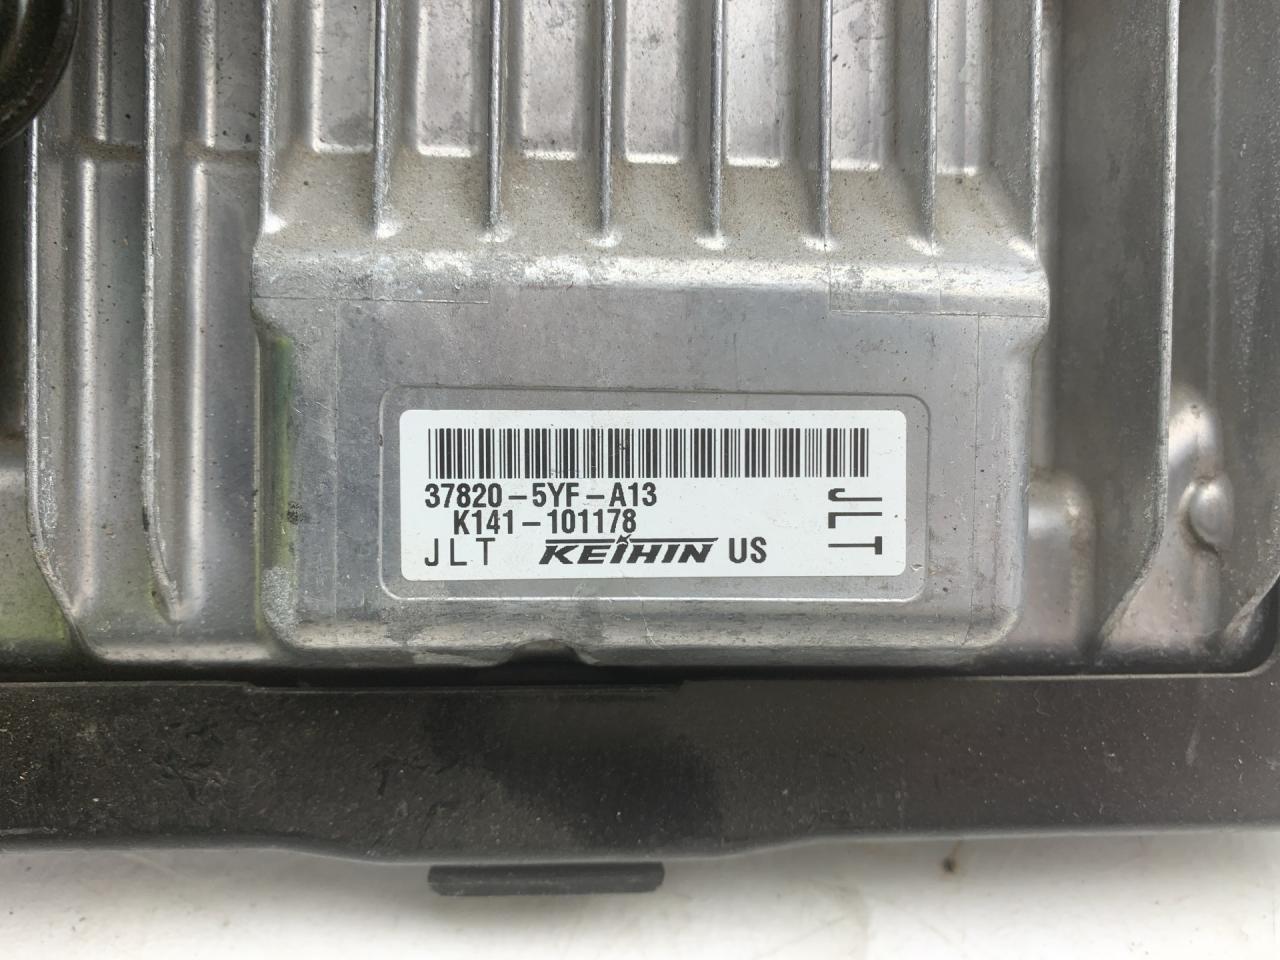 37820-5YF-A13
K141-101178
JLT KEIHIN US
JLT